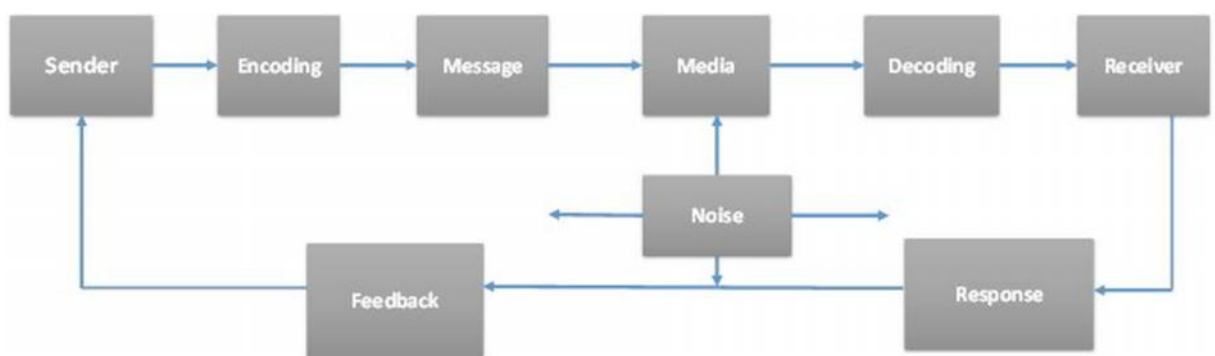 Sender
Encoding
Message
Media
Decoding
Receiver
Noise
Feedback
Response